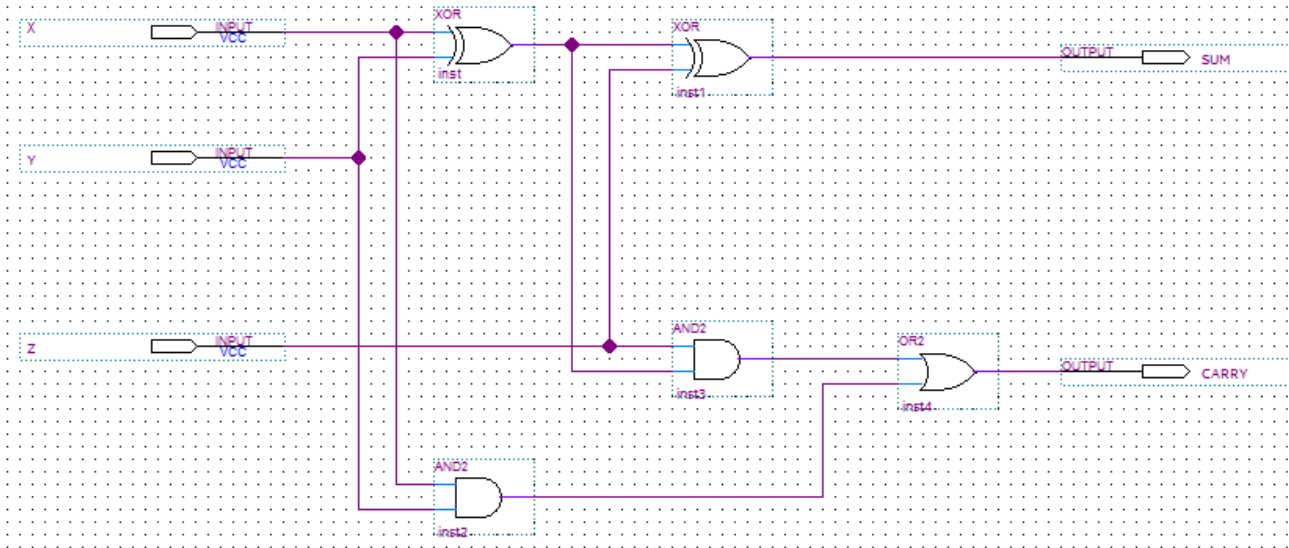 X
INPUT
VCC
XOR
inst
XOR
inst1
OUTPUT
SUM
Y
INPUT
VCC
Z
INPUT
VCC
AND2
inst3
OR2
inst4
OUTPUT
CARRY
AND2
inst2